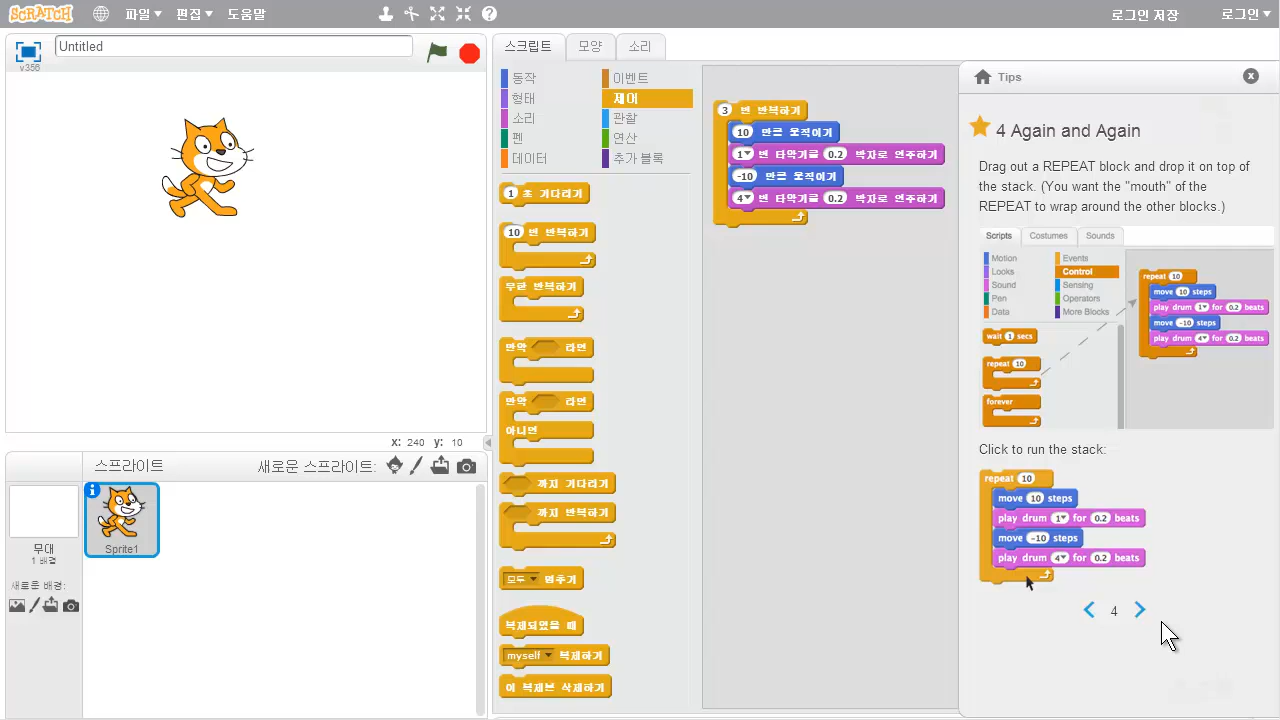 SCRATCH 파일 편집 도움말 로그인 저장 로그인
Untitled
v356
스크립트 모양 소리
동작 이벤트
형태 제어
소리 관찰
펜 연산
데이터 추가 블록
1 초 기다리기
10 번 반복하기
무한 반복하기
만약 라면
만약 라면
아니면
까지 기다리기
까지 반복하기
모두 멈추기
복제되었을 때
myself 복제하기
이 복제본 삭제하기
3 번 반복하기
10 만큼 움직이기
1 번 타악기를 0.2 박자로 연주하기
-10 만큼 움직이기
4 번 타악기를 0.2 박자로 연주하기
x: 240 y: 10
스프라이트 새로운 스프라이트:
Sprite1
무대
1 배경
새로운 배경:
Tips
4 Again and Again
Drag out a REPEAT block and drop it on top of
the stack. (You want the "mouth" of the
REPEAT to wrap around the other blocks.)
Scripts Costumes Sounds
Motion Events
Looks Control
Sound Sensing
Pen Operators
Data More Blocks
wait 1 secs
repeat 10
forever
repeat 10
move 10 steps
play drum 1 for 0.2 beats
move -10 steps
play drum 4 for 0.2 beats
Click to run the stack:
repeat 10
move 10 steps
play drum 1 for 0.2 beats
move -10 steps
play drum 4 for 0.2 beats
4